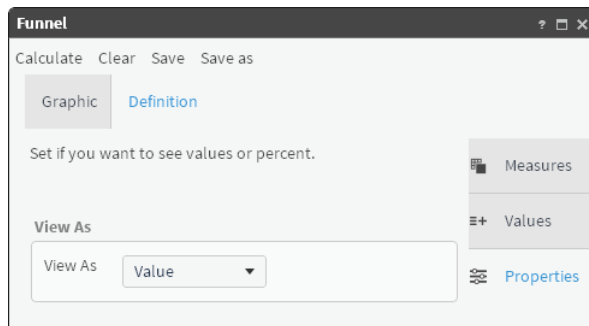 Funnel ?
Calculate Clear Save Save as
Graphic Definition
Set if you want to see values or percent.
Measures
Values
Properties
View As
View As Value